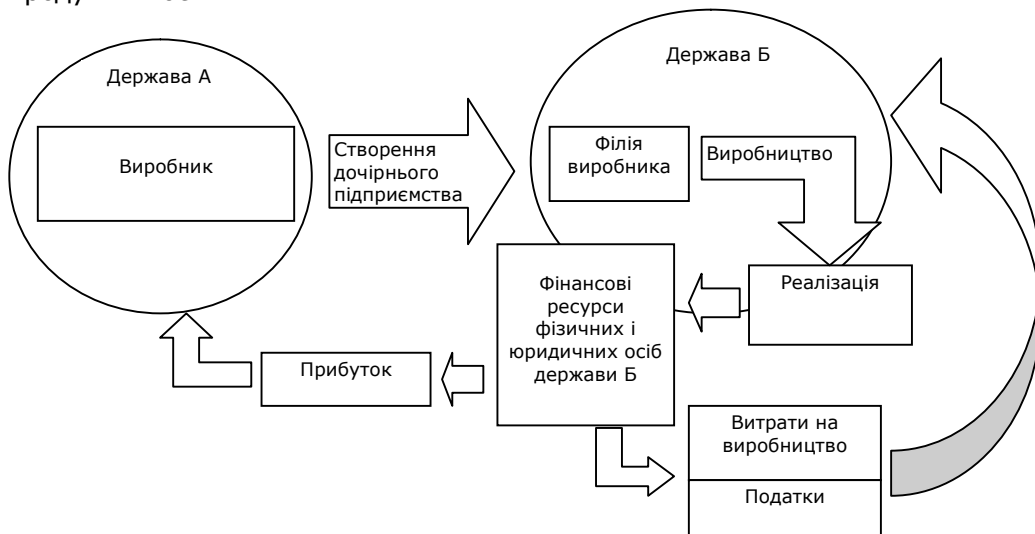 Держава А
Виробник
Створення
дочірнього
підприємства
Держава Б
Філія
виробника
Виробництво
Реалізація
Фінансові
ресурси
фізичних і
юридичних осіб
держави Б
Прибуток
Витрати на
виробництво
Податки